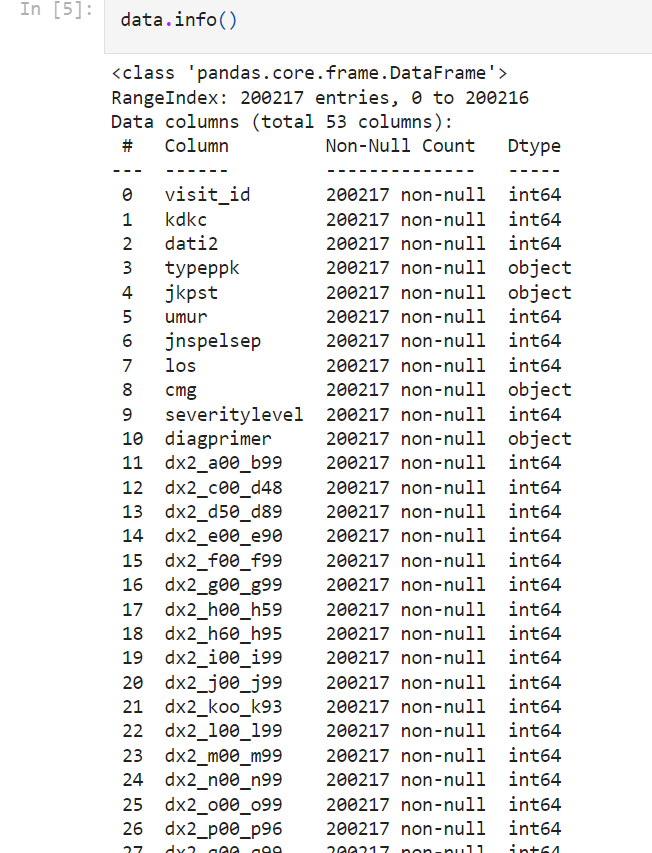 In [5]: data.info()
<class 'pandas.core.frame.DataFrame'>
RangeIndex: 200217 entries, 0 to 200216
Data columns (total 53 columns):
# Column Non-Null Count Dtype
--- ------ -------------- -----
0 visit_id 200217 non-null int64
1 kdkc 200217 non-null int64
2 dati2 200217 non-null int64
3 typeppk 200217 non-null object
4 jkpst 200217 non-null object
5 umur 200217 non-null int64
6 jnspelsep 200217 non-null int64
7 los 200217 non-null int64
8 cmg 200217 non-null object
9 severitylevel 200217 non-null int64
10 diagprimer 200217 non-null object
11 dx2_a00_b99 200217 non-null int64
12 dx2_c00_d48 200217 non-null int64
13 dx2_d50_d89 200217 non-null int64
14 dx2_e00_e90 200217 non-null int64
15 dx2_f00_f99 200217 non-null int64
16 dx2_g00_g99 200217 non-null int64
17 dx2_h00_h59 200217 non-null int64
18 dx2_h60_h95 200217 non-null int64
19 dx2_i00_i99 200217 non-null int64
20 dx2_j00_j99 200217 non-null int64
21 dx2_koo_k93 200217 non-null int64
22 dx2_l00_l99 200217 non-null int64
23 dx2_m00_m99 200217 non-null int64
24 dx2_n00_n99 200217 non-null int64
25 dx2_o00_o99 200217 non-null int64
26 dx2_p00_p96 200217 non-null int64
27 dx2_q00_q99 200217 non-null int64